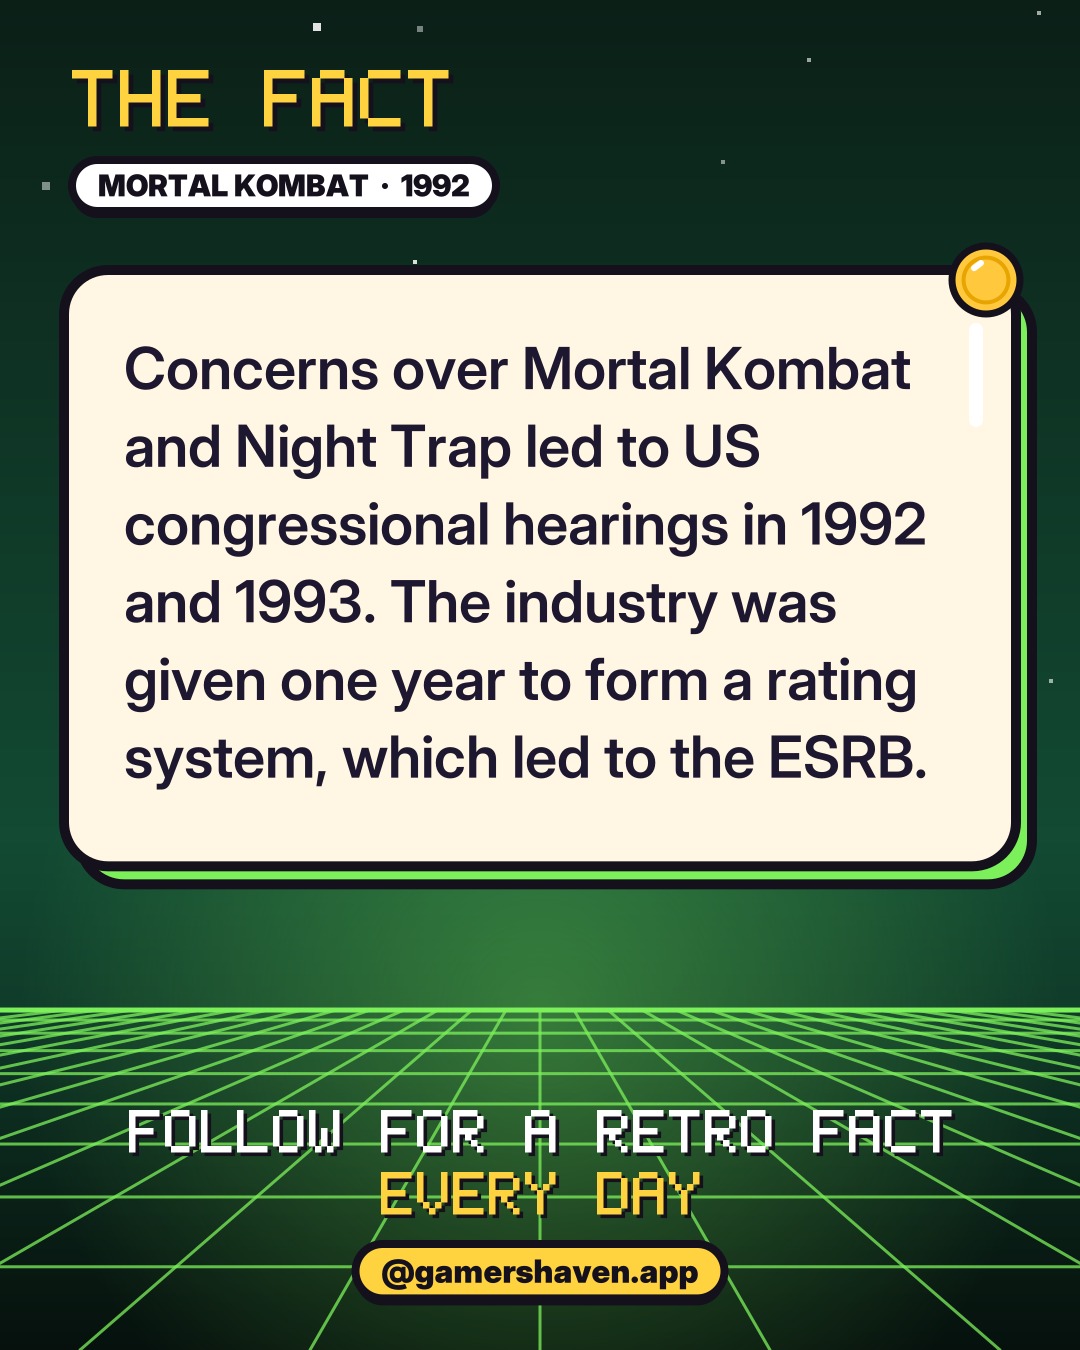 THE FACT
MORTAL KOMBAT · 1992
Concerns over Mortal Kombat
and Night Trap led to US
congressional hearings in 1992
and 1993. The industry was
given one year to form a rating
system, which led to the ESRB.
FOLLOW FOR A RETRO FACT
EVERY DAY
@gamershaven.app